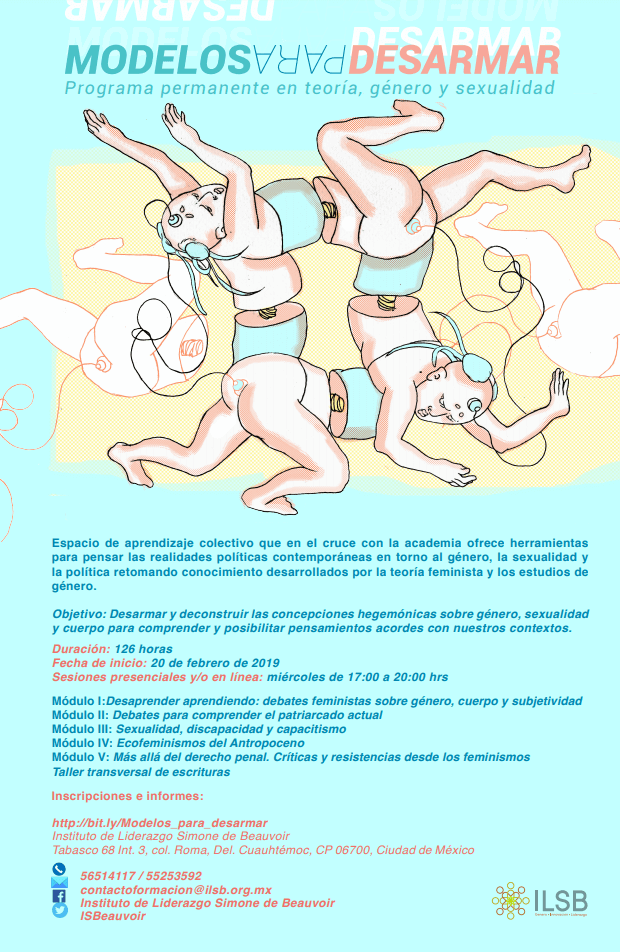 DESARMAR
MODELOS
MODELOS
DESARMAR
MODELOSPARADESARMAR
Programa permanente en teoría, género y sexualidad
Espacio de aprendizaje colectivo que en el cruce con la academia ofrece herramientas
para pensar las realidades políticas contemporáneas en torno al género, la sexualidad y
la política retomando conocimiento desarrollados por la teoría feminista y los estudios de
género.
Objetivo: Desarmar y deconstruir las concepciones hegemónicas sobre género, sexualidad
y cuerpo para comprender y posibilitar pensamientos acordes con nuestros contextos.
Duración: 126 horas
Fecha de inicio: 20 de febrero de 2019
Sesiones presenciales y/o en línea: miércoles de 17:00 a 20:00 hrs
Módulo I:Desaprender aprendiendo: debates feministas sobre género, cuerpo y subjetividad
Módulo II: Debates para comprender el patriarcado actual
Módulo III: Sexualidad, discapacidad y capacitismo
Módulo IV: Ecofeminismos del Antropoceno
Módulo V: Más allá del derecho penal. Críticas y resistencias desde los feminismos
Taller transversal de escrituras
Inscripciones e informes:
http://bit.ly/Modelos_para_desarmar
Instituto de Liderazgo Simone de Beauvoir
Tabasco 68 Int. 3, col. Roma, Del. Cuauhtémoc, CP 06700, Ciudad de México
56514117 / 55253592
contactoformacion@ilsb.org.mx
Instituto de Liderazgo Simone de Beauvoir
ISBeauvoir
ILSB